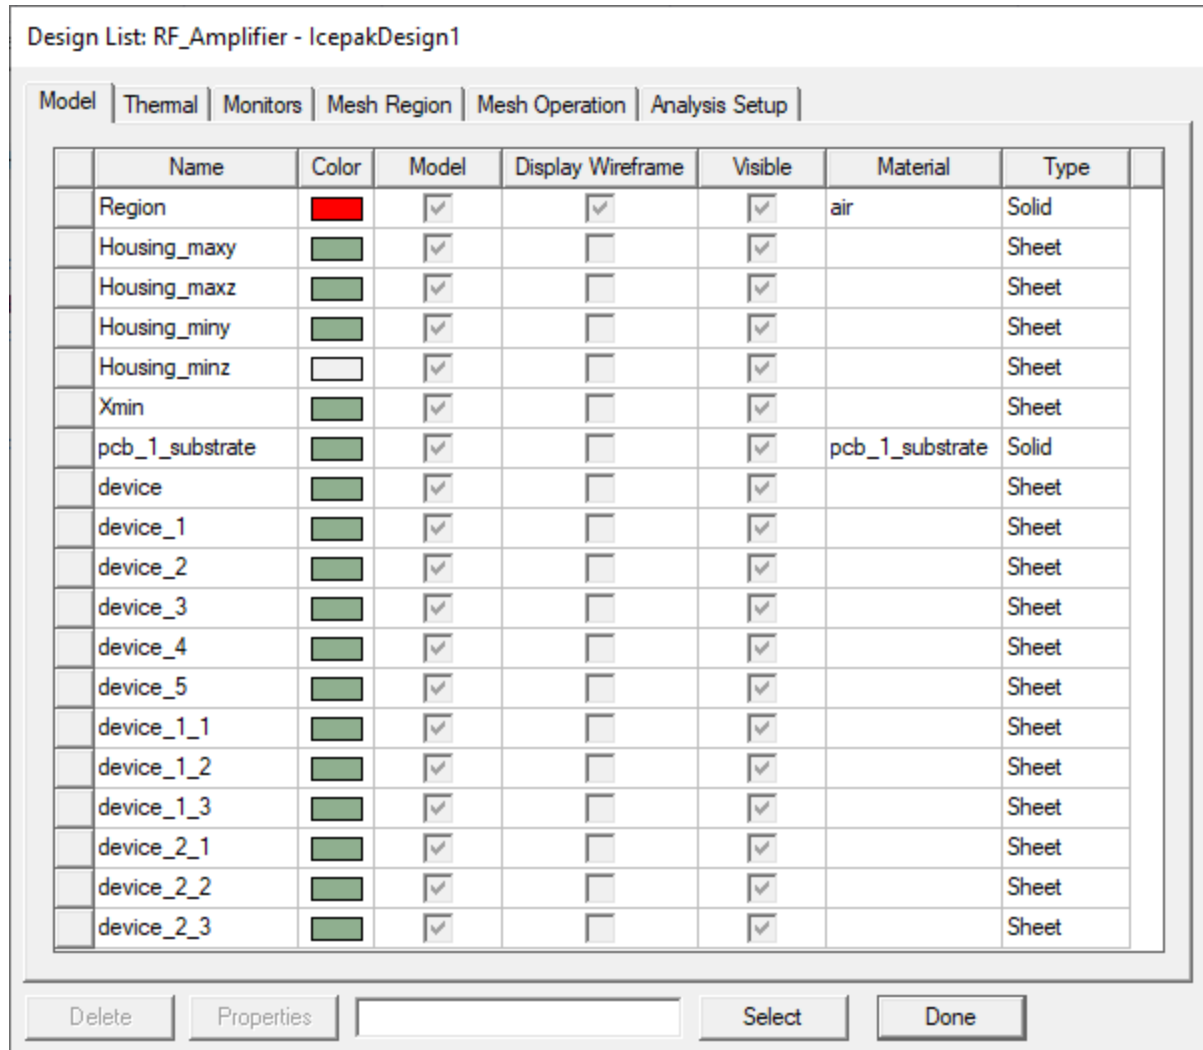 Design List: RF_Amplifier - IcepakDesign1
Model Thermal Monitors Mesh Region Mesh Operation Analysis Setup
Name Color Model Display Wireframe Visible Material Type
Region air Solid
Housing_maxy Sheet
Housing_maxz Sheet
Housing_miny Sheet
Housing_minz Sheet
Xmin Sheet
pcb_1_substrate pcb_1_substrate Solid
device Sheet
device_1 Sheet
device_2 Sheet
device_3 Sheet
device_4 Sheet
device_5 Sheet
device_1_1 Sheet
device_1_2 Sheet
device_1_3 Sheet
device_2_1 Sheet
device_2_2 Sheet
device_2_3 Sheet
Delete Properties Select Done